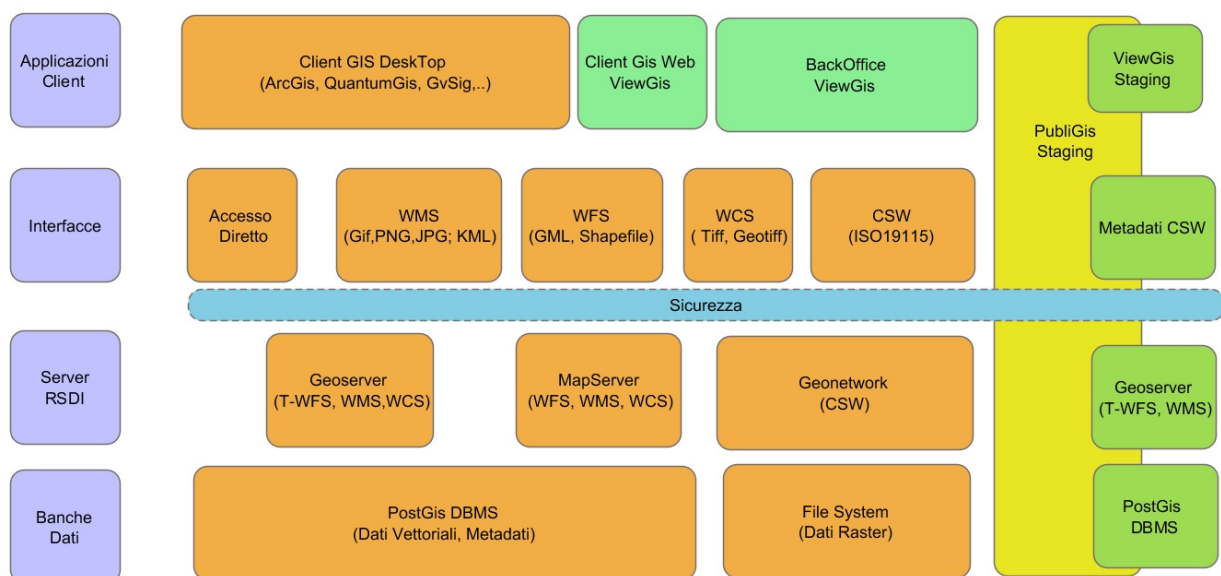 Applicazioni
Client
Client GIS DeskTop
(ArcGis, QuantumGis, GvSig,..)
Client Gis Web
ViewGis
BackOffice
ViewGis
PubliGis
Staging
ViewGis
Staging
Interfacce
Accesso
Diretto
WMS
(Gif,PNG,JPG; KML)
WFS
(GML, Shapefile)
WCS
( Tiff, Geotiff)
CSW
(ISO19115)
Metadati CSW
Sicurezza
Server
RSDI
Geoserver
(T-WFS, WMS,WCS)
MapServer
(WFS, WMS, WCS)
Geonetwork
(CSW)
Geoserver
(T-WFS, WMS)
Banche
Dati
PostGis DBMS
(Dati Vettoriali, Metadati)
File System
(Dati Raster)
PostGis
DBMS